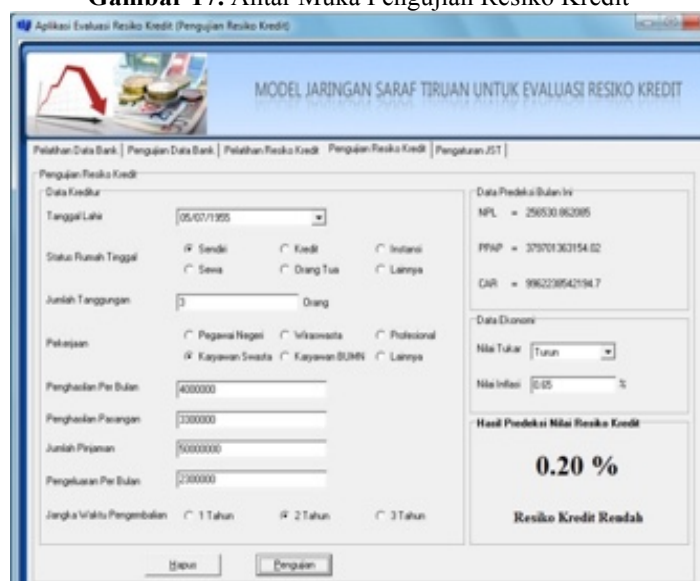 Gambar 17. Antar Muka Pengujian Resiko Kredit
Aplikasi Evaluasi Resiko Kredit (Pengujian Resiko Kredit)
MODEL JARINGAN SARAF TIRUAN UNTUK EVALUASI RESIKO KREDIT
Pelatihan Data Bank Pengujian Data Bank Pelatihan Resiko Kredit Pengujian Resiko Kredit Pengaturan JST
Pengujian Resiko Kredit
Data Kreditur
Tanggal Lahir 05/07/1955
Status Rumah Tinggal
Sendiri Kredit Instansi
Sewa Orang Tua Lainnya
Jumlah Tanggungan 3 Orang
Pekerjaan
Pegawai Negeri Wiraswasta Profesional
Karyawan Swasta Karyawan BUMN Lainnya
Penghasilan Per Bulan 4000000
Penghasilan Pasangan 3300000
Jumlah Pinjaman 50000000
Pengeluaran Per Bulan 2300000
Jangka Waktu Pengembalian 1 Tahun 2 Tahun 3 Tahun
Hapus Pengujian
Data Predeksi Bulan Ini
NPL = 256530.862085
PPAP = 379701363154.02
CAR = 9962238542194.7
Data Ekonomi
Nilai Tukar Turun
Nilai Inflasi 0.65 %
Hasil Predeksi Nilai Resiko Kredit
0.20 %
Resiko Kredit Rendah